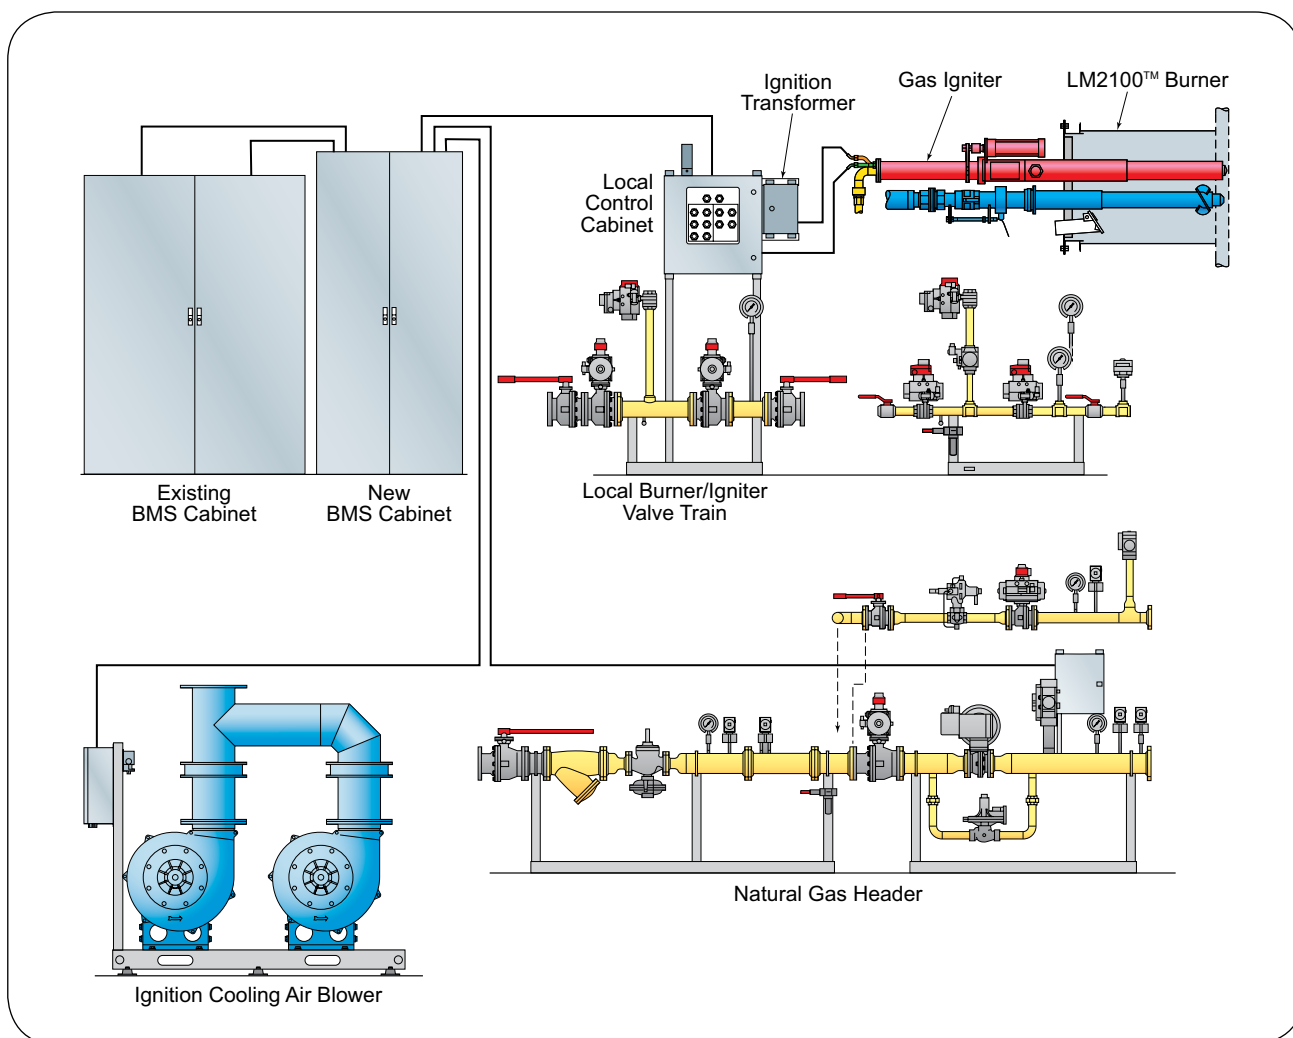 Ignition
Transformer
Gas Igniter
LM2100™ Burner
Local
Control
Cabinet
Existing
BMS Cabinet
New
BMS Cabinet
Local Burner/Igniter
Valve Train
Natural Gas Header
Ignition Cooling Air Blower